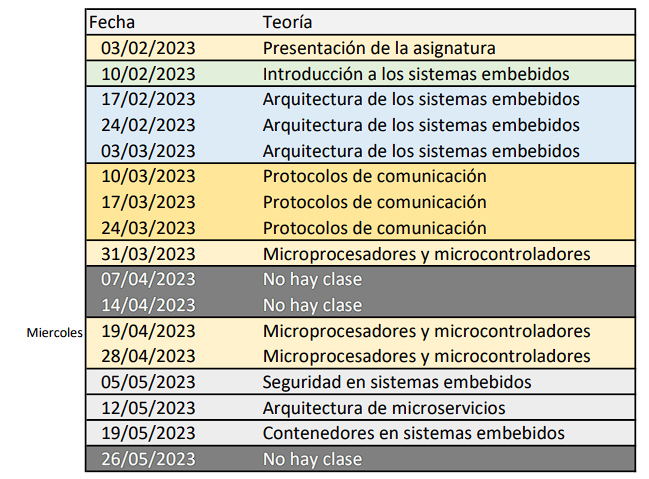 Fecha Teoría
03/02/2023 Presentación de la asignatura
10/02/2023 Introducción a los sistemas embebidos
17/02/2023 Arquitectura de los sistemas embebidos
24/02/2023 Arquitectura de los sistemas embebidos
03/03/2023 Arquitectura de los sistemas embebidos
10/03/2023 Protocolos de comunicación
17/03/2023 Protocolos de comunicación
24/03/2023 Protocolos de comunicación
31/03/2023 Microprocesadores y microcontroladores
07/04/2023 No hay clase
14/04/2023 No hay clase
Miercoles 19/04/2023 Microprocesadores y microcontroladores
28/04/2023 Microprocesadores y microcontroladores
05/05/2023 Seguridad en sistemas embebidos
12/05/2023 Arquitectura de microservicios
19/05/2023 Contenedores en sistemas embebidos
26/05/2023 No hay clase